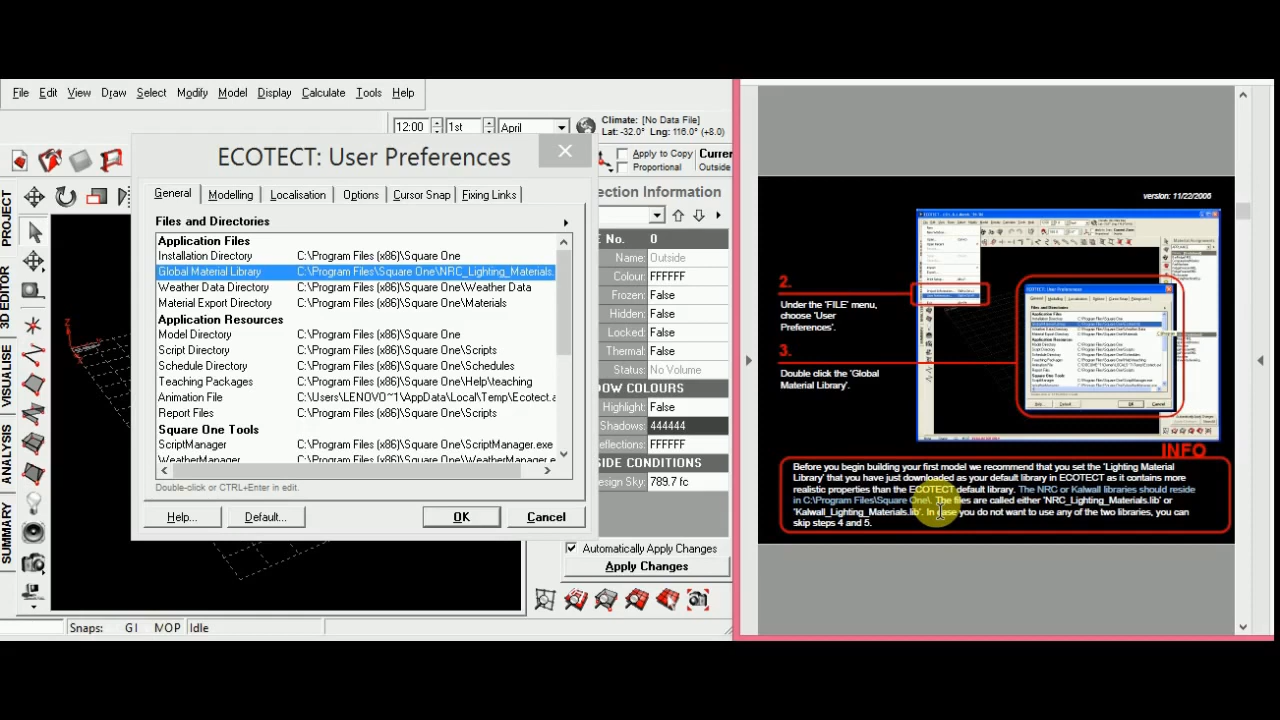 File Edit View Draw Select Modify Model Display Calculate Tools Help
12:00 1st April
Climate: [No Data File]
Lat: -32.0° Lng: 116.0° (+8.0)
Apply to Copy
Proportional
Outside
ECOTECT: User Preferences
General Modelling Localisation Options Cursor Snap Fixing Links
Files and Directories
Application Files
Installation Directory C:\Program Files (x86)\Square One
Global Material Library C:\Program Files\Square One\NRC_Lighling_Materials.
Weather Data Directory C:\Program Files (x86)\Square One\Weather Data
Material Export Directory C:\Program Files (x86)\Square One\Materials
Application Resources
Model Directory C:\Program Files (x86)\Square One
Script Directory C:\Program Files (x86)\Square One\Scripts
Schedule Directory C:\Program Files (x86)\Square One\Schedules
Teaching Packages C:\Program Files (x86)\Square One\Help\teaching
Animation File
Report Files C:\Program Files (x86)\Square One\Scripts
Square One Tools
ScriptManager C:\Program Files (x86)\Square One\ScriptManager.exe
WeatherManager C:\Program Files (x86)\Square One\WeatherManager.e
Double-click or CTRL+Enter in edit.
Help... Default... OK Cancel
PROJECT
3D EDITOR
VISUALISE
ANALYSIS
SUMMARY
Information
No. 0
Name: Outside
Colour: FFFFFF
Frozen: False
Hidden: False
Locked: False
Thermal: False
Status: No Volume
COLOURS
Highlight: False
Shadows: 444444
FFFFFF
CONDITIONS
Sky: 789.7 fc
Automatically Apply Changes
Apply Changes
Snaps: GI MOP Idle
version: 11/22/2006
2.
Under the 'FILE' menu,
choose 'User
Preferences'.
3.
Double click the 'Global
Material Library'.
INFO
Before you begin building your first model we recommend that you set the 'Lighting Material
Library' that you have just downloaded as your default library in ECOTECT as it contains more
realistic properties than the ECOTECT default library. The NRC or Kalwall libraries should reside
in C:\Program Files\Square One\. The files are called either 'NRC_Lighting_Materials.lib' or
'Kalwall_Lighting_Materials.lib'. In case you do not want to use any of the two libraries, you can
skip steps 4 and 5.